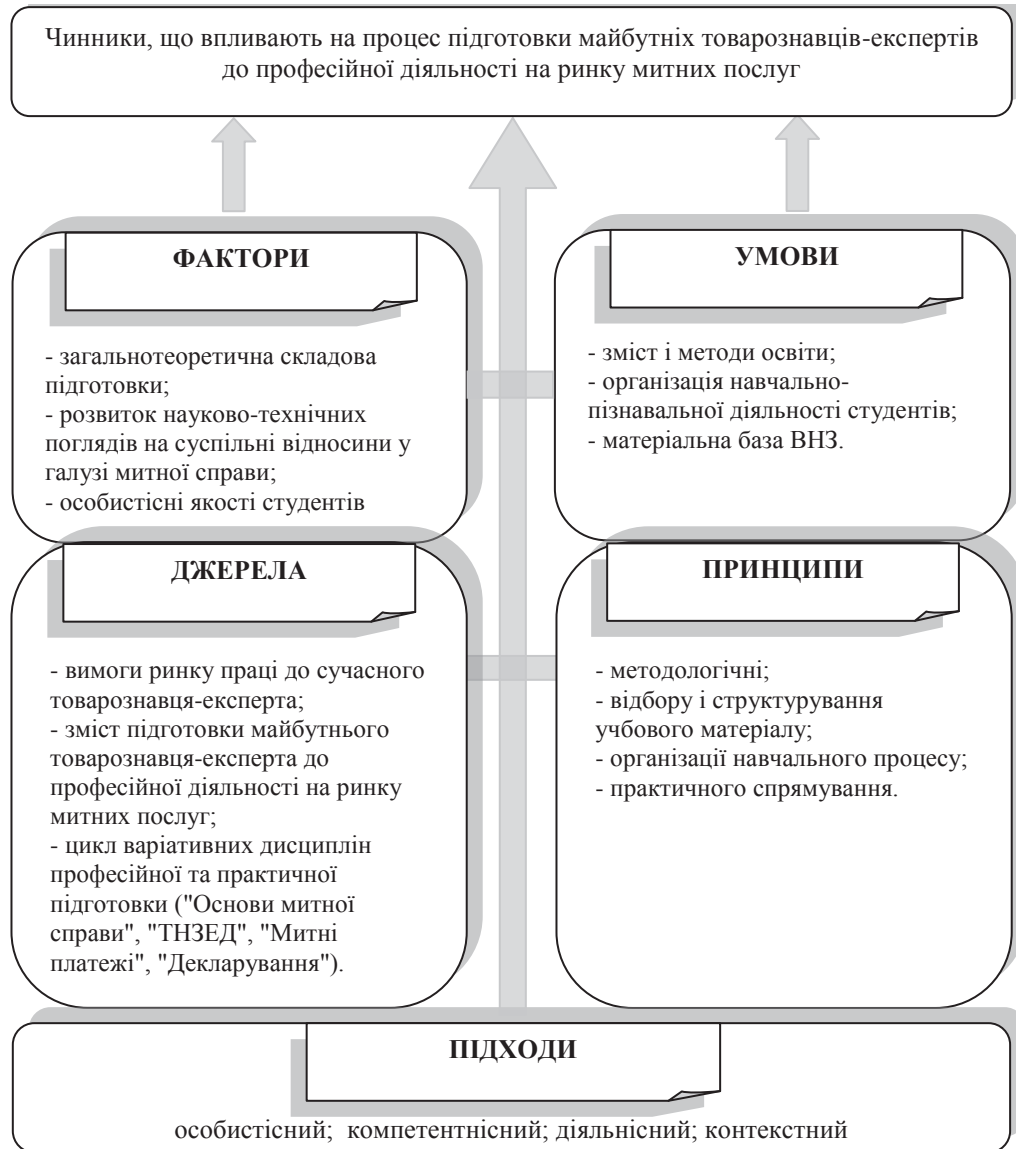 Чинники, що впливають на процес підготовки майбутніх товарознавців-експертів
до професійної діяльності на ринку митних послуг
ФАКТОРИ
- загальнотеоретична складова
підготовки;
- розвиток науково-технічних
поглядів на суспільні відносини у
галузі митної справи;
- особистісні якості студентів
УМОВИ
- зміст і методи освіти;
- організація навчально-
пізнавальної діяльності студентів;
- матеріальна база ВНЗ.
ДЖЕРЕЛА
- вимоги ринку праці до сучасного
товарознавця-експерта;
- зміст підготовки майбутнього
товарознавця-експерта до
професійної діяльності на ринку
митних послуг;
- цикл варіативних дисциплін
професійної та практичної
підготовки ("Основи митної
справи", "ТНЗЕД", "Митні
платежі", "Декларування").
ПРИНЦИПИ
- методологічні;
- відбору і структурування
учбового матеріалу;
- організації навчального процесу;
- практичного спрямування.
ПІДХОДИ
особистісний; компетентнісний; діяльнісний; контекстний